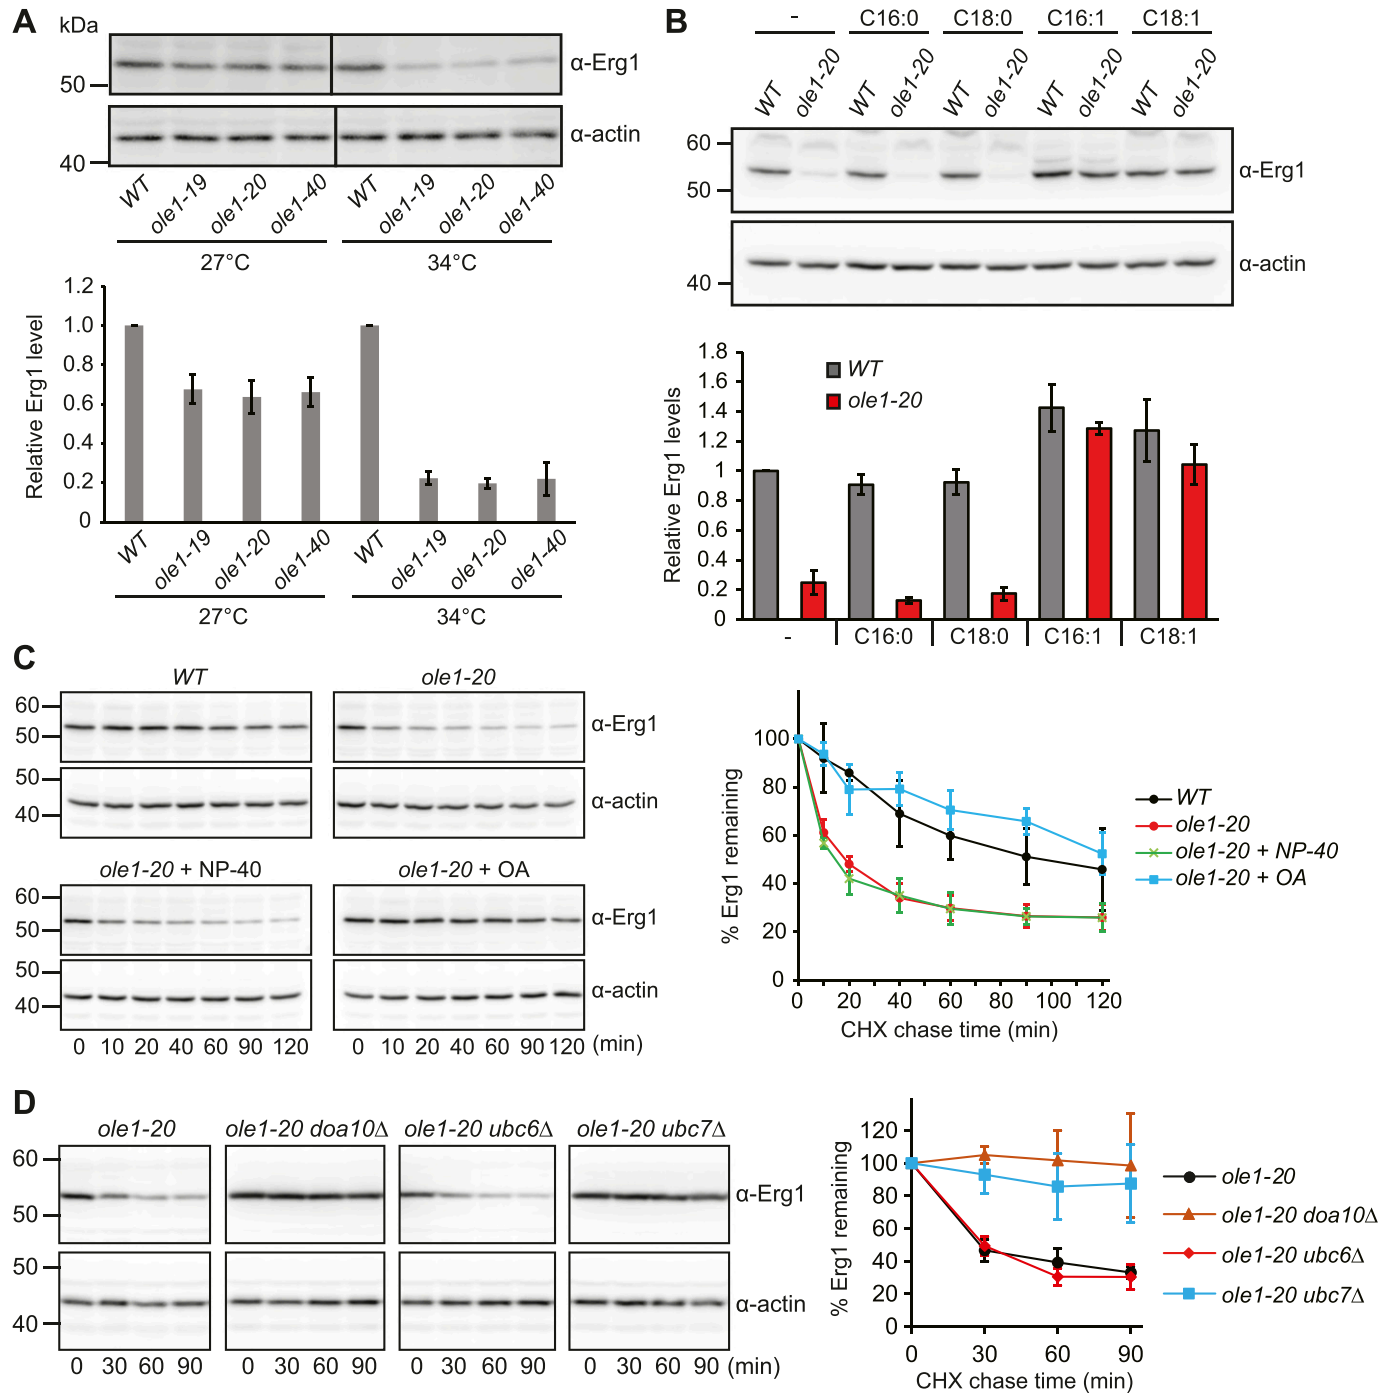 A
kDa
50
α-Erg1
40
α-actin
WT ole1-19 ole1-20 ole1-40 WT ole1-19 ole1-20 ole1-40
27°C 34°C
Relative Erg1 level
1.2
1.0
0.8
0.6
0.4
0.2
0
WT ole1-19 ole1-20 ole1-40 WT ole1-19 ole1-20 ole1-40
27°C 34°C
B
- C16:0 C18:0 C16:1 C18:1
WT ole1-20 WT ole1-20 WT ole1-20 WT ole1-20 WT ole1-20
60
50
α-Erg1
40
α-actin
Relative Erg1 levels
1.8
1.6
1.4
1.2
1
0.8
0.6
0.4
0.2
0
WT
ole1-20
- C16:0 C18:0 C16:1 C18:1
C
WT ole1-20
60
50
α-Erg1
50
40
α-actin
ole1-20 + NP-40 ole1-20 + OA
60
50
α-Erg1
50
40
α-actin
0 10 20 40 60 90 120 0 10 20 40 60 90 120 (min)
% Erg1 remaining
100
80
60
40
20
0
0 20 40 60 80 100 120
CHX chase time (min)
WT
ole1-20
ole1-20 + NP-40
ole1-20 + OA
D
ole1-20 ole1-20 doa10Δ ole1-20 ubc6Δ ole1-20 ubc7Δ
60
50
α-Erg1
50
40
α-actin
0 30 60 90 0 30 60 90 0 30 60 90 0 30 60 90 (min)
% Erg1 remaining
120
100
80
60
40
20
0
0 30 60 90
CHX chase time (min)
ole1-20
ole1-20 doa10Δ
ole1-20 ubc6Δ
ole1-20 ubc7Δ